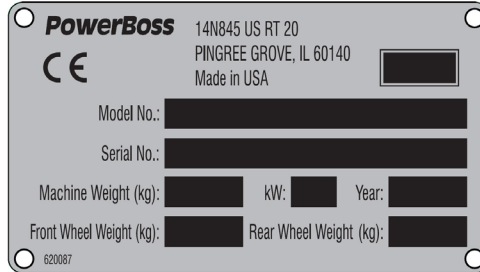 PowerBoss
14N845 US RT 20
PINGREE GROVE, IL 60140
Made in USA
CE
Model No.:
Serial No.:
Machine Weight (kg): kW: Year:
Front Wheel Weight (kg): Rear Wheel Weight (kg):
620087